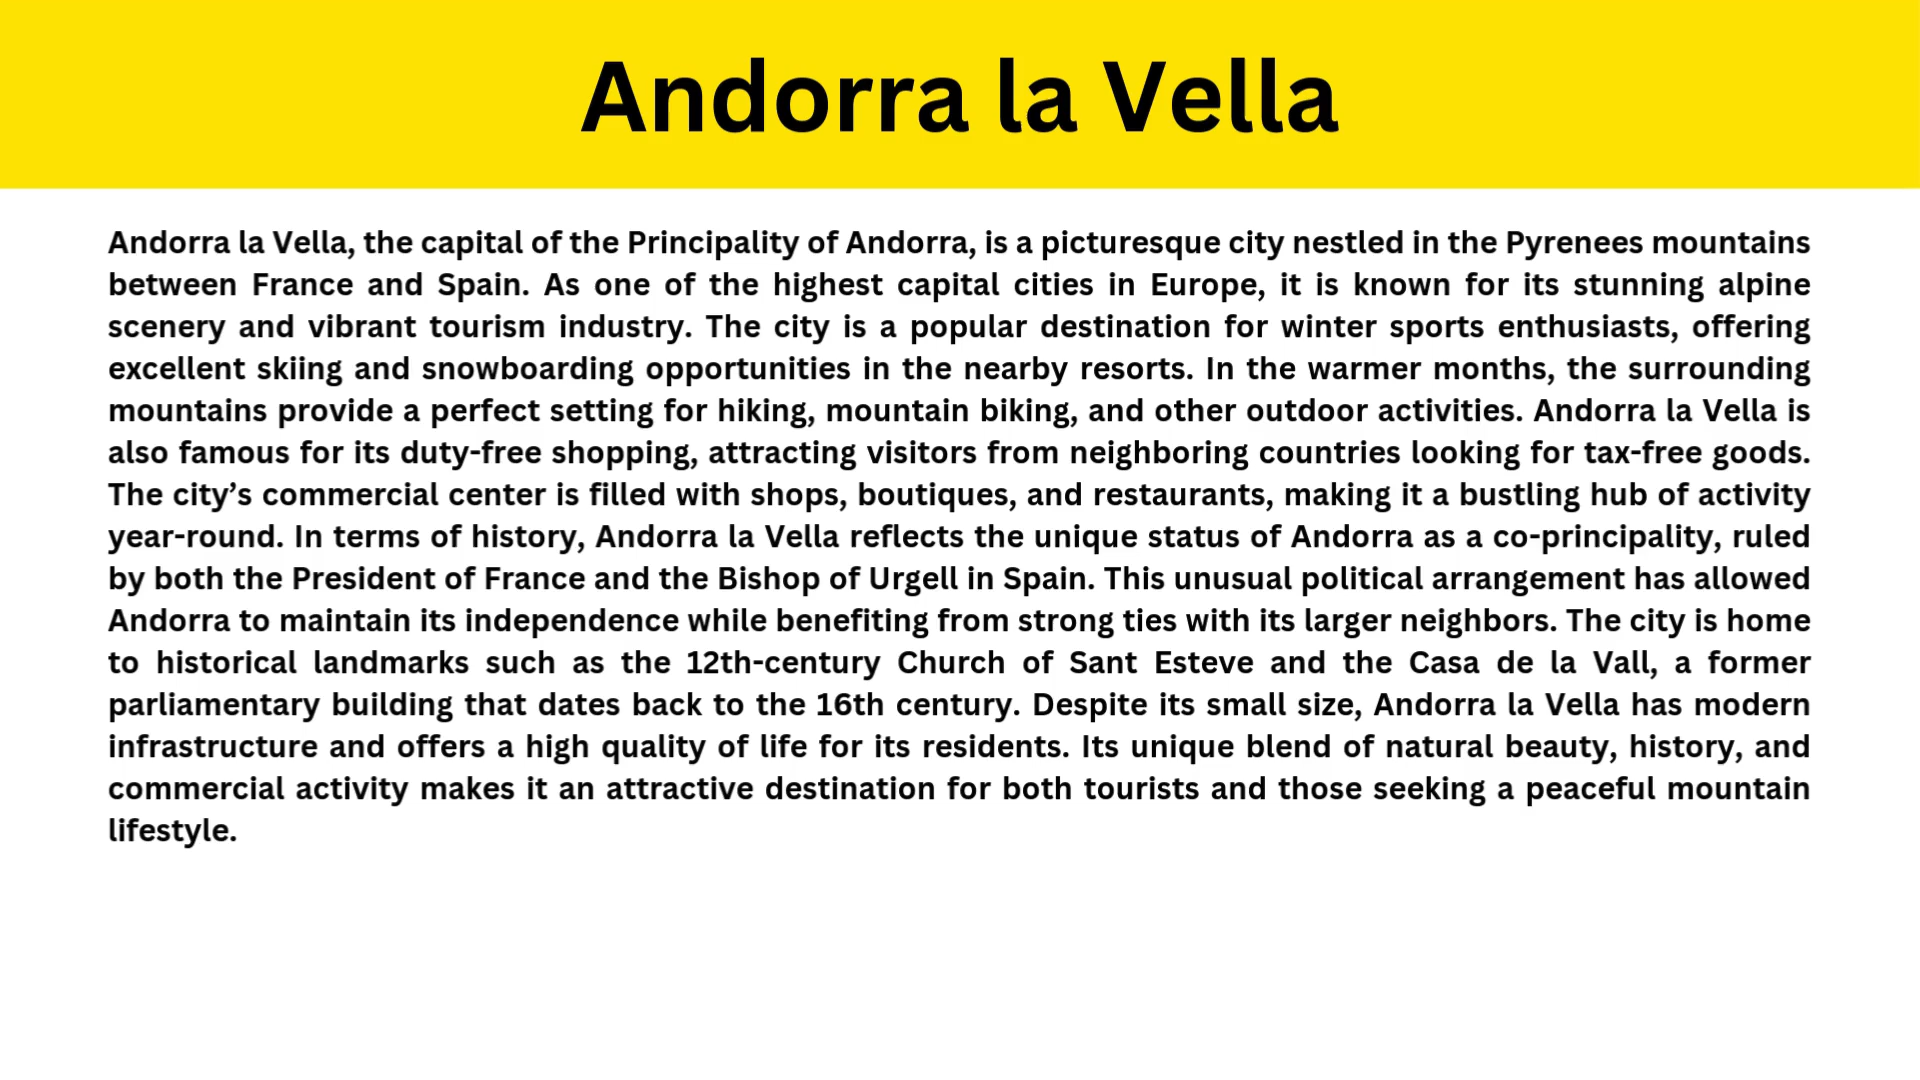 Andorra la Vella
Andorra la Vella, the capital of the Principality of Andorra, is a picturesque city nestled in the Pyrenees mountains
between France and Spain. As one of the highest capital cities in Europe, it is known for its stunning alpine
scenery and vibrant tourism industry. The city is a popular destination for winter sports enthusiasts, offering
excellent skiing and snowboarding opportunities in the nearby resorts. In the warmer months, the surrounding
mountains provide a perfect setting for hiking, mountain biking, and other outdoor activities. Andorra la Vella is
also famous for its duty-free shopping, attracting visitors from neighboring countries looking for tax-free goods.
The city’s commercial center is filled with shops, boutiques, and restaurants, making it a bustling hub of activity
year-round. In terms of history, Andorra la Vella reflects the unique status of Andorra as a co-principality, ruled
by both the President of France and the Bishop of Urgell in Spain. This unusual political arrangement has allowed
Andorra to maintain its independence while benefiting from strong ties with its larger neighbors. The city is home
to historical landmarks such as the 12th-century Church of Sant Esteve and the Casa de la Vall, a former
parliamentary building that dates back to the 16th century. Despite its small size, Andorra la Vella has modern
infrastructure and offers a high quality of life for its residents. Its unique blend of natural beauty, history, and
commercial activity makes it an attractive destination for both tourists and those seeking a peaceful mountain
lifestyle.